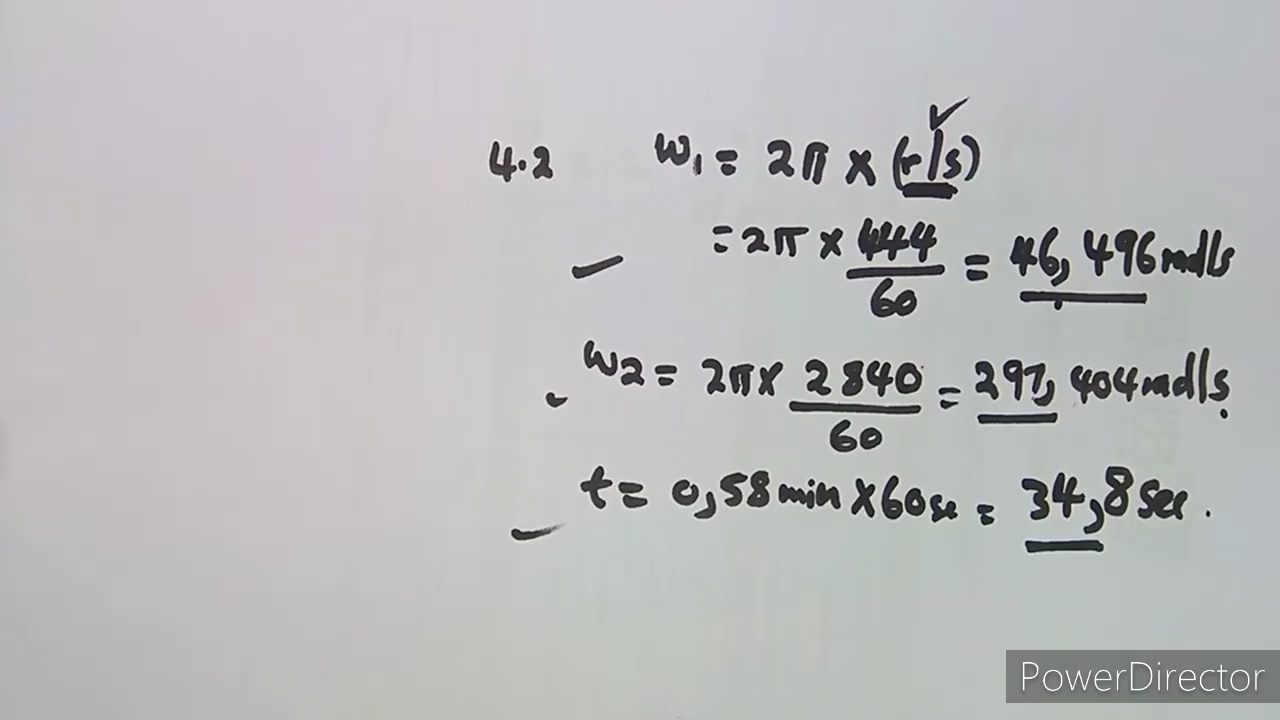 4.2 w₁ = 2π × (r/s)
= 2π × 444/60 = 46,496 rad/s
w2 = 2π × 2840/60 = 297,404 rad/s.
t = 0,58 min × 60 sec = 34,8 sec.
PowerDirector